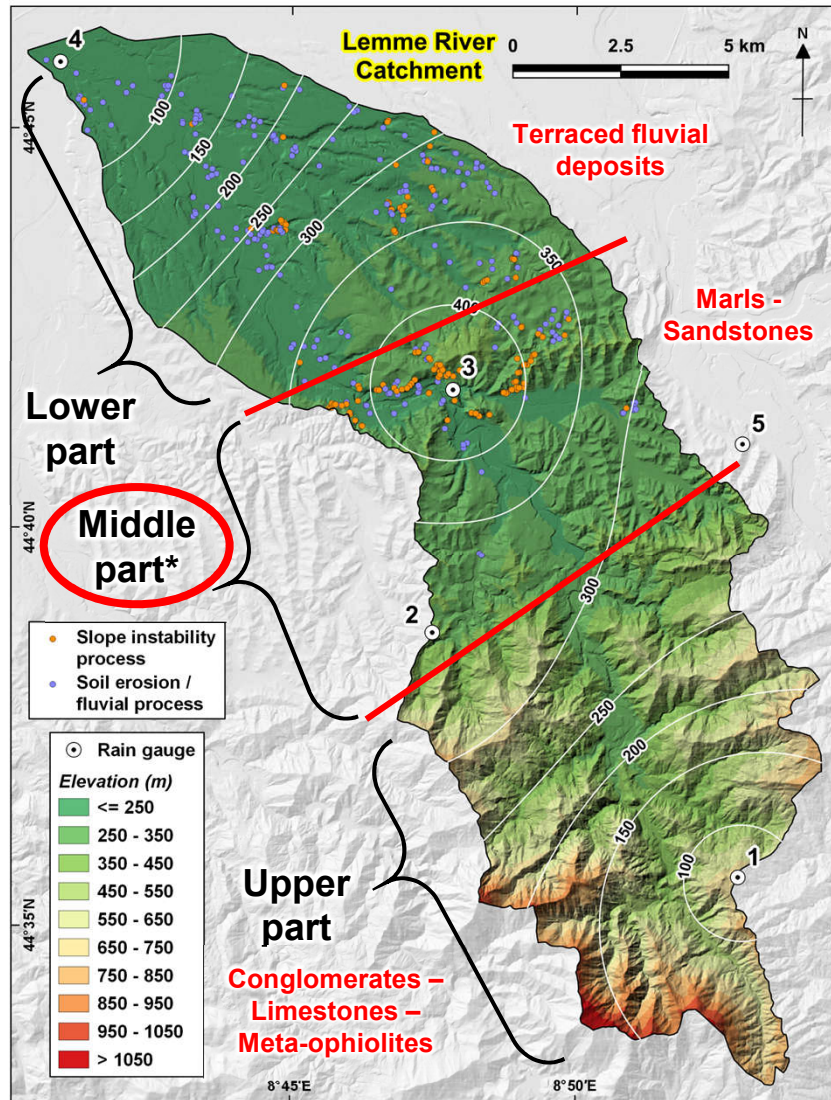 4
Lemme River
Catchment
0 2.5 5 km
N
44°45'N
100
150
200
250
300
Terraced fluvial
deposits
350
400
Marls -
Sandstones
3
Lower
part
5
Middle
part*
44°40'N
300
2
Slope instability
process
Soil erosion /
fluvial process
250
200
150
100
1
Rain gauge
Elevation (m)
<= 250
250 - 350
350 - 450
450 - 550
550 - 650
650 - 750
750 - 850
850 - 950
950 - 1050
> 1050
Upper
part
Conglomerates –
Limestones –
Meta-ophiolites
44°35'N
8°45'E
8°50'E